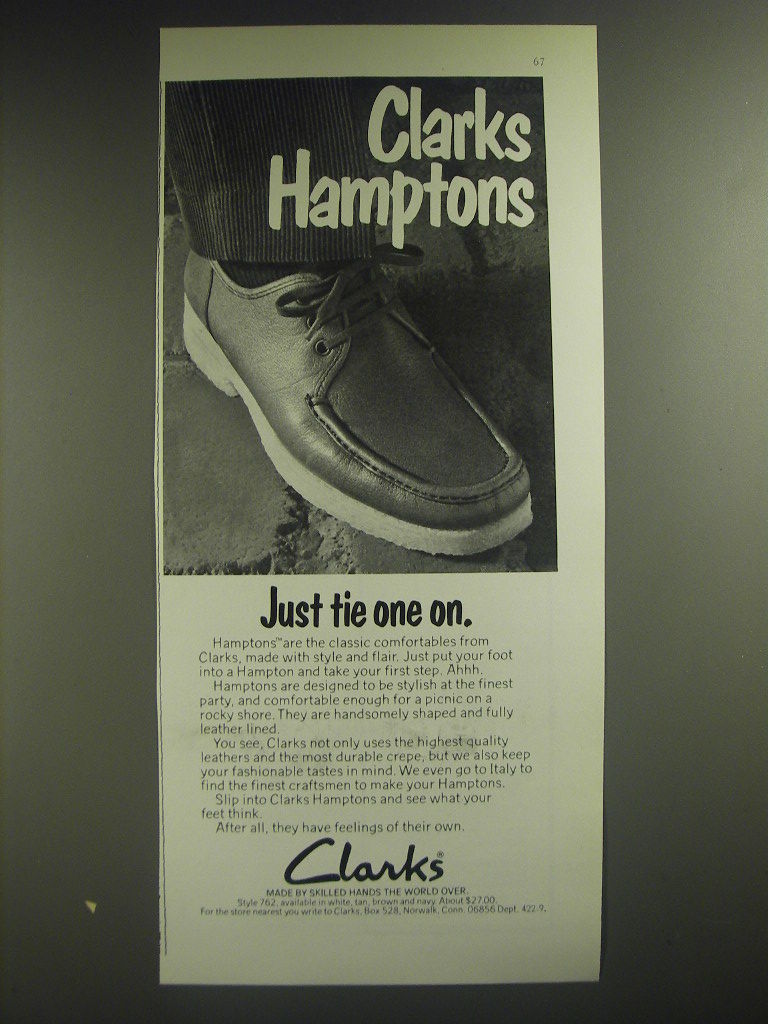 67
Clarks
Hamptons
Just tie one on.
Hamptons™ are the classic comfortables from
Clarks, made with style and flair. Just put your foot
into a Hampton and take your first step. Ahhh.
Hamptons are designed to be stylish at the finest
party, and comfortable enough for a picnic on a
rocky shore. They are handsomely shaped and fully
leather lined.
You see, Clarks not only uses the highest quality
leathers and the most durable crepe, but we also keep
your fashionable tastes in mind. We even go to Italy to
find the finest craftsmen to make your Hamptons.
Slip into Clarks Hamptons and see what your
feet think.
After all, they have feelings of their own.
Clarks®
MADE BY SKILLED HANDS THE WORLD OVER.
Style 762, available in white, tan, brown and navy. About $27.00.
For the store nearest you write to Clarks, Box 528, Norwalk, Conn. 06856 Dept. 422-9.